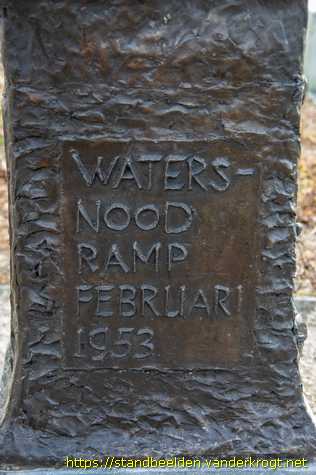 WATERS-
NOOD
RAMP
FEBRUARI
1953
https://standbeelden.vanderkrogt.net